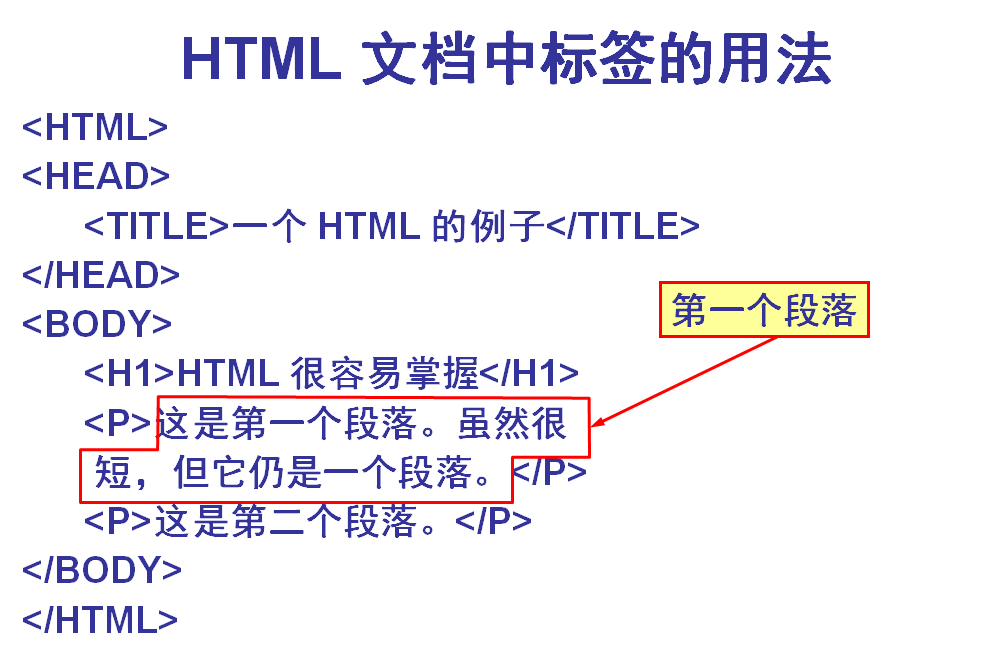 HTML 文档中标签的用法
<HTML>
<HEAD>
<TITLE>一个 HTML 的例子</TITLE>
</HEAD>
<BODY>
第一个段落
<H1>HTML 很容易掌握</H1>
<P>这是第一个段落。虽然很
短，但它仍是一个段落。</P>
<P>这是第二个段落。</P>
</BODY>
</HTML>